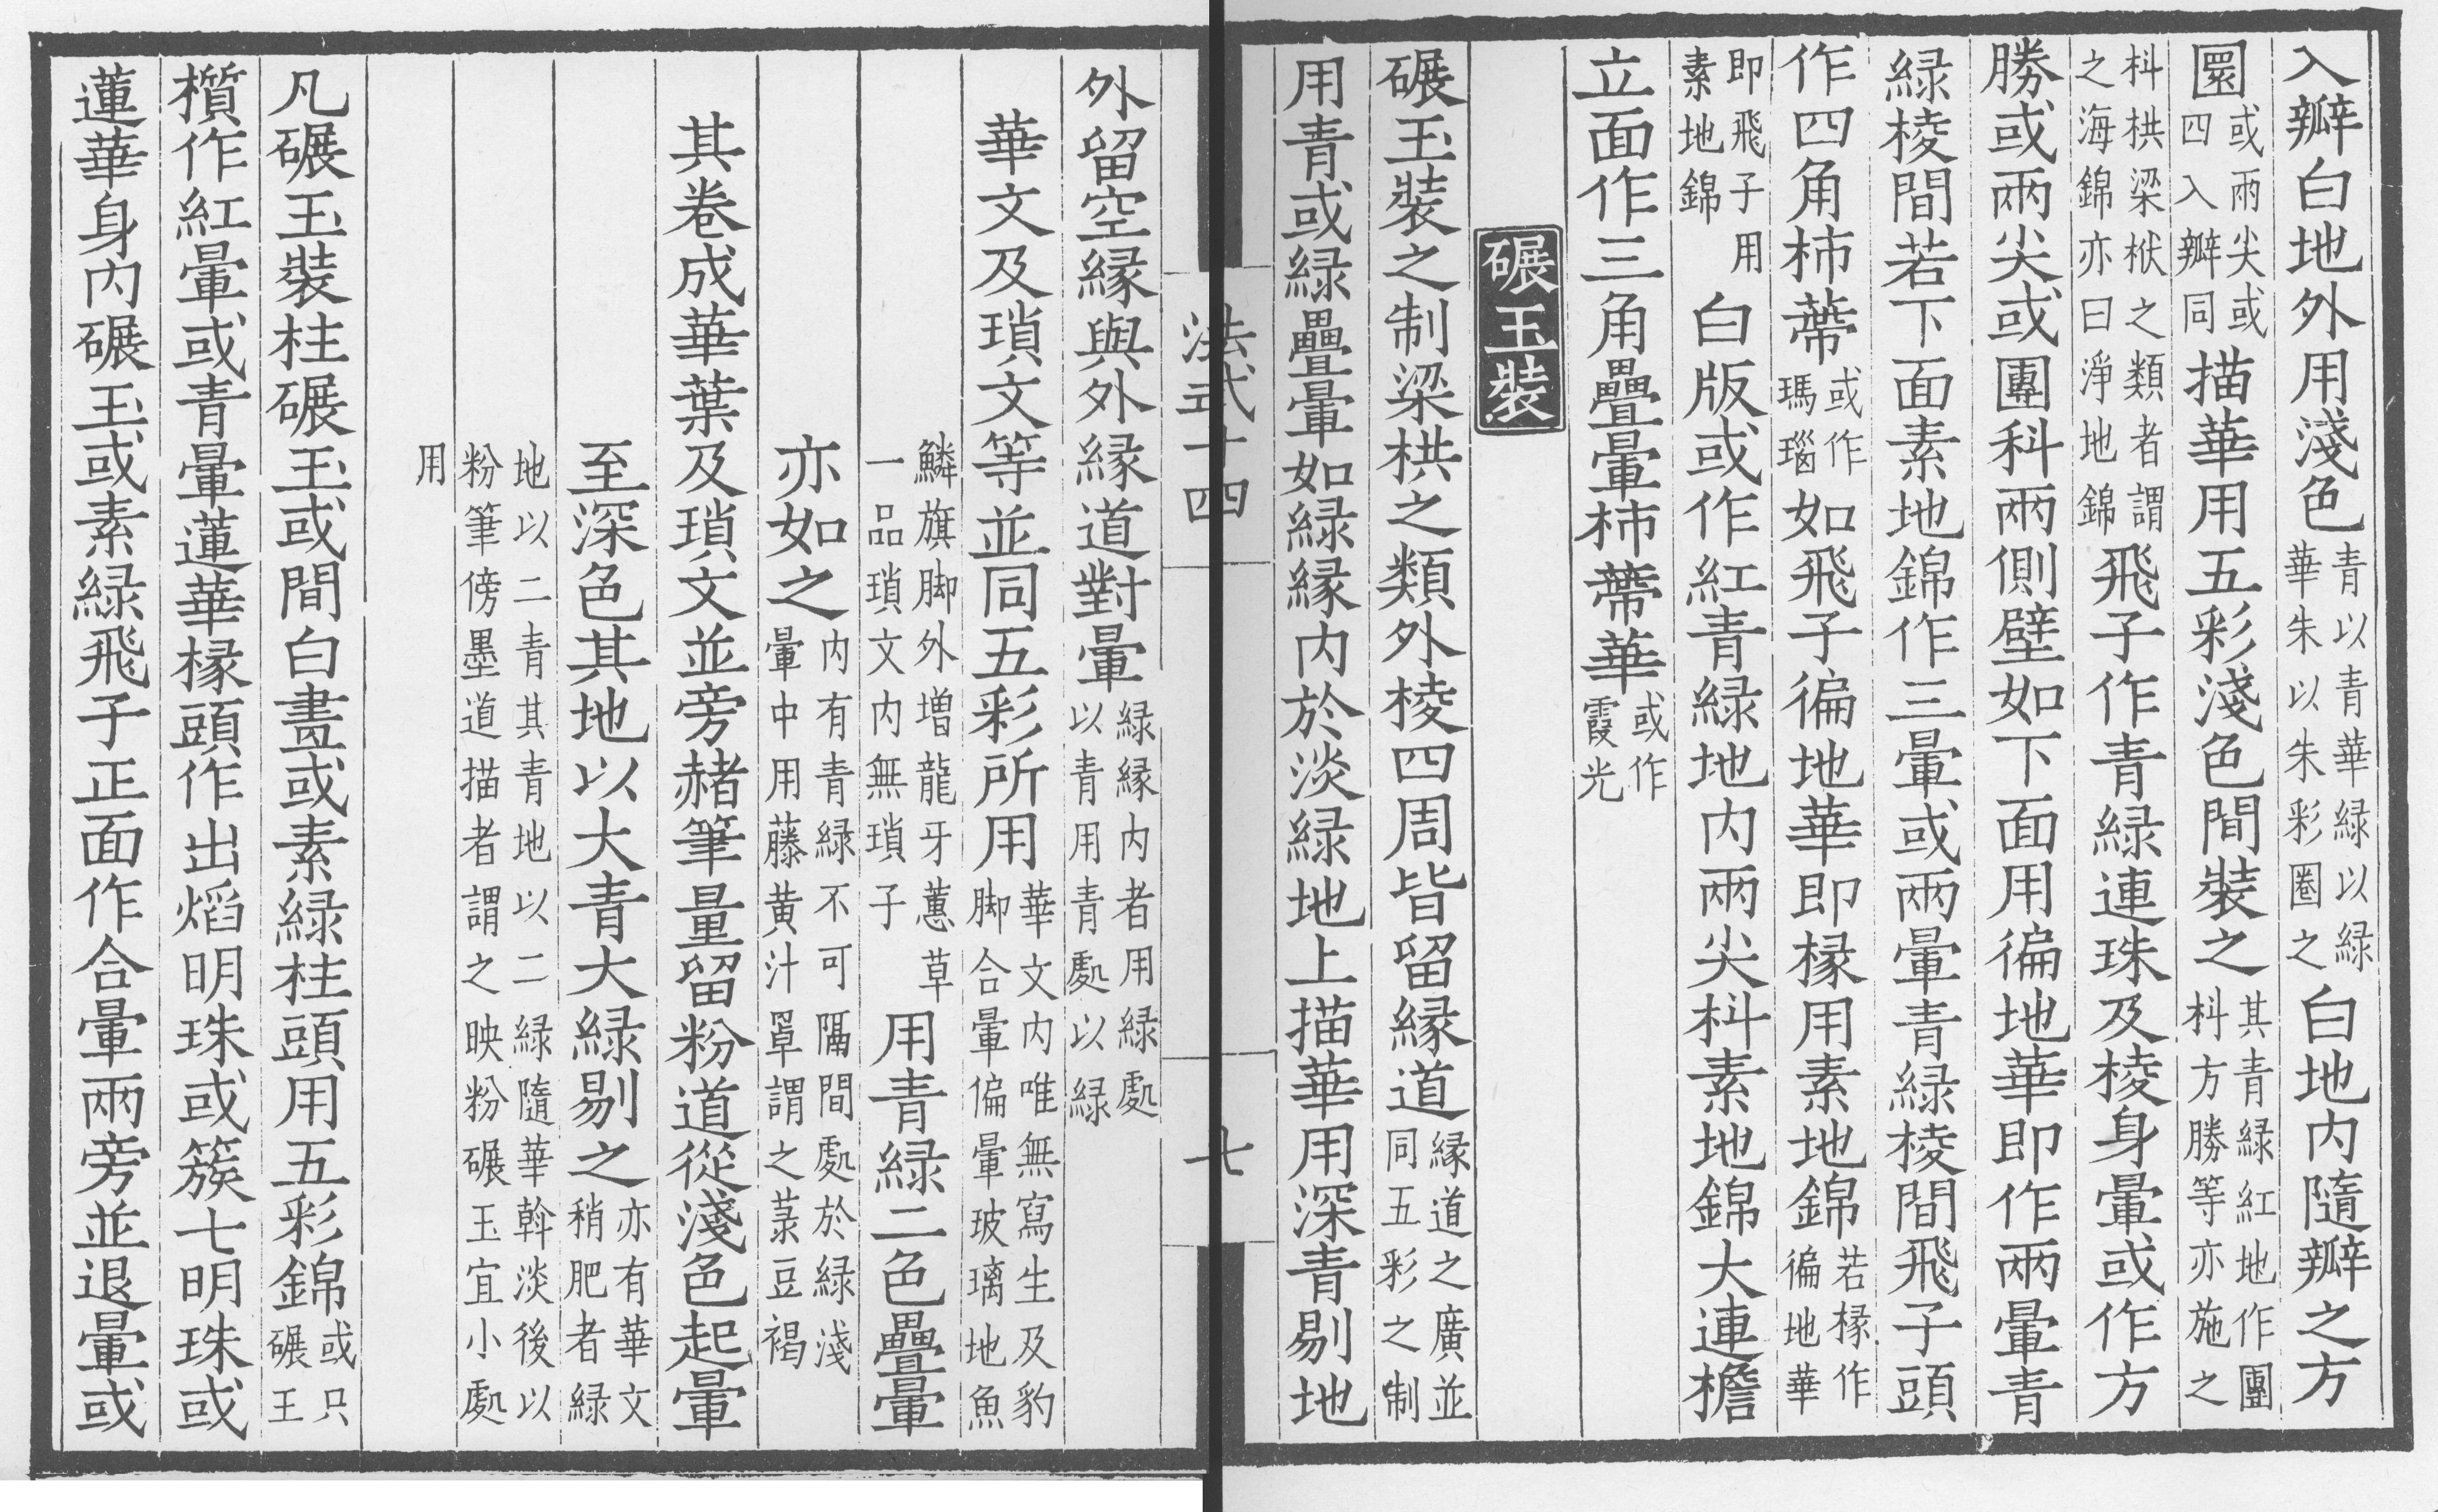 入瓣白地外用淺色青以青華綠以綠華朱以朱彩圈之白地内隨瓣之方
圜或兩尖或四入瓣同描華用五彩淺色間裝之其青綠紅地作團枓方勝等亦施之
枓栱梁栿之類者謂之海錦亦曰淨地錦飛子作青綠連珠及棱身暈或作方
勝或兩尖或團科兩側壁如下面用徧地華即作兩暈青
綠棱間若下面素地錦作三暈或兩暈青綠棱間飛子頭
作四角柿蔕或作瑪瑙如飛子徧地華即椽用素地錦若椽作徧地華
即飛子用素地錦白版或作紅青綠地内兩尖枓素地錦大連檐
立面作三角疊暈柿蔕華或作霞光
碾玉裝
碾玉裝之制梁栱之類外棱四周皆留緣道緣道之廣並同五彩之制
用青或綠疊暈如綠緣内於淡綠地上描華用深青剔地
法式十四
七
外留空緣與外緣道對暈綠緣内者用綠處以青用青處以綠
華文及瑣文等並同五彩所用華文内唯無寫生及豹脚合暈偏暈玻璃地魚
鱗旗脚外增龍牙蕙草一品瑣文内無瑣子用青綠二色疊暈
亦如之内有青綠不可隔間處於綠淺暈中用藤黄汁罩謂之菉豆褐
其卷成華葉及瑣文並旁赭筆量留粉道從淺色起暈
至深色其地以大青大綠剔之亦有華文稍肥者綠
地以二青其青地以二綠隨華斡淡後以粉筆傍墨道描者謂之映粉碾玉宜小處
用
凡碾玉裝柱碾玉或間白畫或素綠柱頭用五彩錦或只碾玉
櫍作紅暈或青暈蓮華椽頭作出熖明珠或簇七明珠或
蓮華身内碾玉或素綠飛子正面作合暈兩旁並退暈或